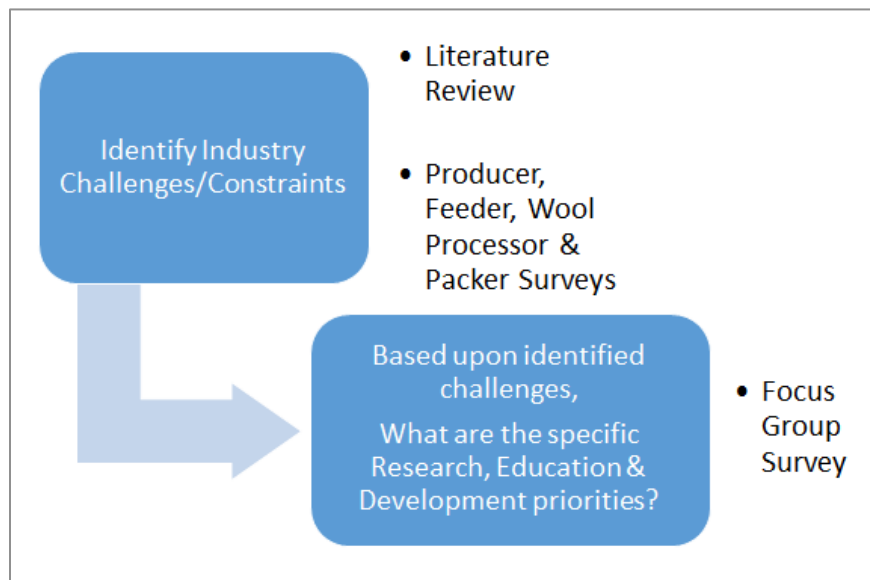 Identify Industry
Challenges/Constraints
• Literature
Review
• Producer,
Feeder, Wool
Processor &
Packer Surveys
Based upon identified
challenges,
What are the specific
Research, Education &
Development priorities?
• Focus
Group
Survey